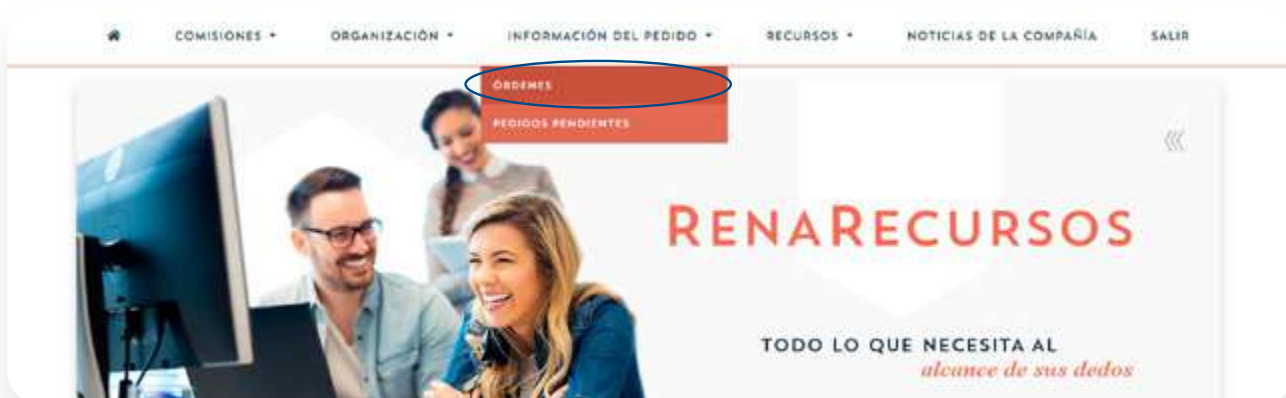 COMISIONES
ORGANIZACIÓN
INFORMACIÓN DEL PEDIDO
RECURSOS
NOTICIAS DE LA COMPAÑÍA
SALIR
ÓRDENES
PEDIDOS PENDIENTES
RENARECURSOS
TODO LO QUE NECESITA AL
alcance de sus dedos